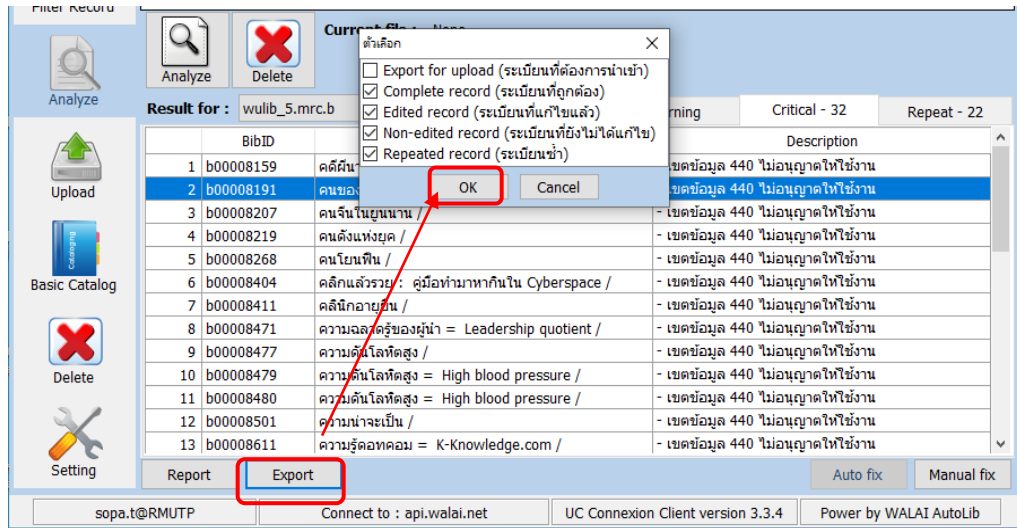 Filter Record
Analyze
Upload
Basic Catalog
Delete
Setting
Analyze
Delete
Current file : None
ตัวเลือก
Export for upload (ระเบียนที่ต้องการนำเข้า)
Complete record (ระเบียนที่ถูกต้อง)
Edited record (ระเบียนที่แก้ไขแล้ว)
Non-edited record (ระเบียนที่ยังไม่ได้แก้ไข)
Repeated record (ระเบียนซ้ำ)
OK Cancel
Result for : wulib_5.mrc.b rning Critical - 32 Repeat - 22
BibID Description
1 b00008159 คดีผีน - เขตข้อมูล 440 ไม่อนุญาตให้ใช้งาน
2 b00008191 คนของ - เขตข้อมูล 440 ไม่อนุญาตให้ใช้งาน
3 b00008207 คนจีนในยูนนาน / - เขตข้อมูล 440 ไม่อนุญาตให้ใช้งาน
4 b00008219 คนดังแห่งยุค / - เขตข้อมูล 440 ไม่อนุญาตให้ใช้งาน
5 b00008268 คนโยนฟืน / - เขตข้อมูล 440 ไม่อนุญาตให้ใช้งาน
6 b00008404 คลิกแล้วรวย : คู่มือทำมาหากินใน Cyberspace / - เขตข้อมูล 440 ไม่อนุญาตให้ใช้งาน
7 b00008411 คลินิกอายุยืน / - เขตข้อมูล 440 ไม่อนุญาตให้ใช้งาน
8 b00008471 ความฉลาดรู้ของผู้นำ = Leadership quotient / - เขตข้อมูล 440 ไม่อนุญาตให้ใช้งาน
9 b00008477 ความดันโลหิตสูง / - เขตข้อมูล 440 ไม่อนุญาตให้ใช้งาน
10 b00008479 ความดันโลหิตสูง = High blood pressure / - เขตข้อมูล 440 ไม่อนุญาตให้ใช้งาน
11 b00008480 ความดันโลหิตสูง = High blood pressure / - เขตข้อมูล 440 ไม่อนุญาตให้ใช้งาน
12 b00008501 ความน่าจะเป็น / - เขตข้อมูล 440 ไม่อนุญาตให้ใช้งาน
13 b00008611 ความรู้ดอทคอม = K-Knowledge.com / - เขตข้อมูล 440 ไม่อนุญาตให้ใช้งาน
Report Export Auto fix Manual fix
sopa.t@RMUTP Connect to : api.walai.net UC Connexion Client version 3.3.4 Power by WALAI AutoLib